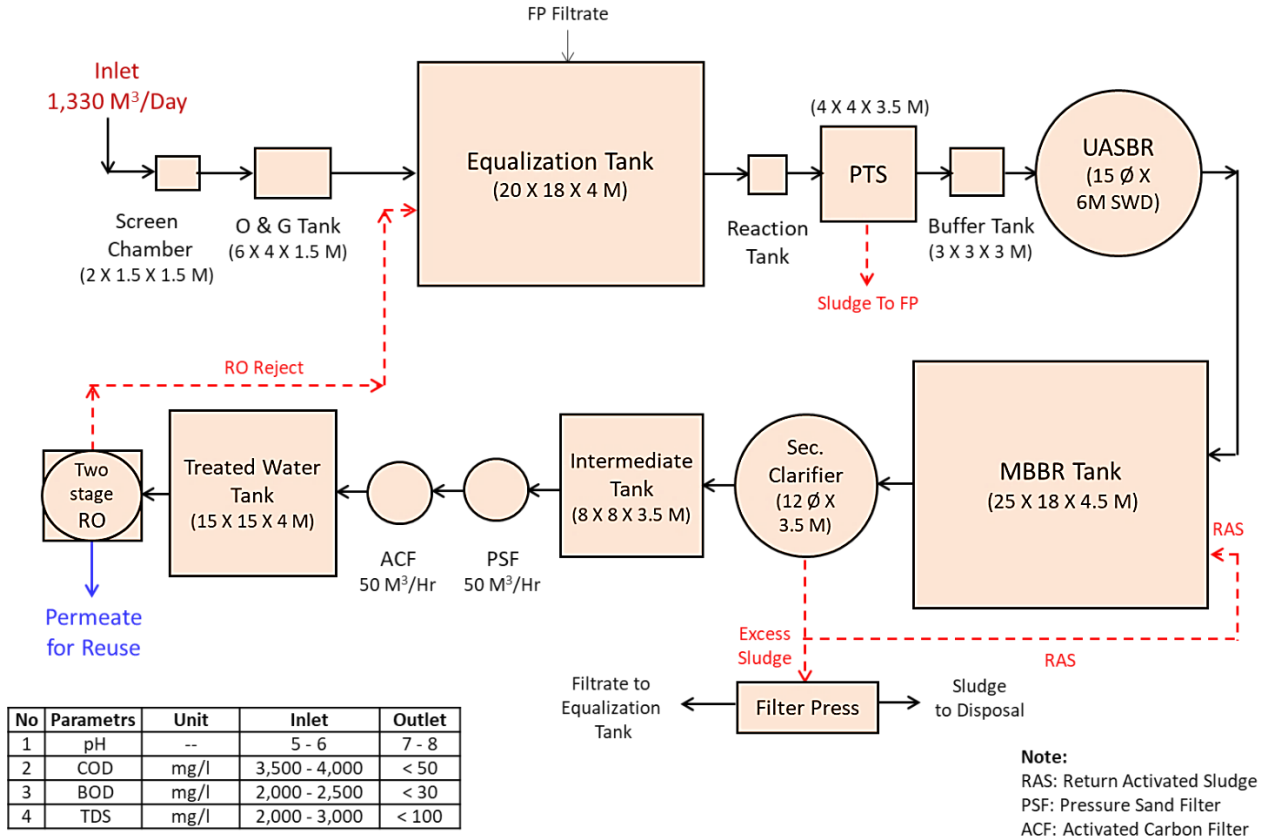 FP Filtrate
Inlet
1,330 M³/Day
Screen
Chamber
(2 X 1.5 X 1.5 M)
O & G Tank
(6 X 4 X 1.5 M)
Equalization Tank
(20 X 18 X 4 M)
Reaction
Tank
(4 X 4 X 3.5 M)
PTS
Sludge To FP
Buffer Tank
(3 X 3 X 3 M)
UASBR
(15 Ø X
6M SWD)
RO Reject
Two
stage
RO
Permeate
for Reuse
Treated Water
Tank
(15 X 15 X 4 M)
ACF
50 M³/Hr
PSF
50 M³/Hr
Intermediate
Tank
(8 X 8 X 3.5 M)
Sec.
Clarifier
(12 Ø X
3.5 M)
MBBR Tank
(25 X 18 X 4.5 M)
RAS
RAS
Excess
Sludge
Filtrate to
Equalization
Tank
Filter Press
Sludge
to Disposal
No Parametrs Unit Inlet Outlet
1 pH -- 5 - 6 7 - 8
2 COD mg/l 3,500 - 4,000 < 50
3 BOD mg/l 2,000 - 2,500 < 30
4 TDS mg/l 2,000 - 3,000 < 100
Note:
RAS: Return Activated Sludge
PSF: Pressure Sand Filter
ACF: Activated Carbon Filter